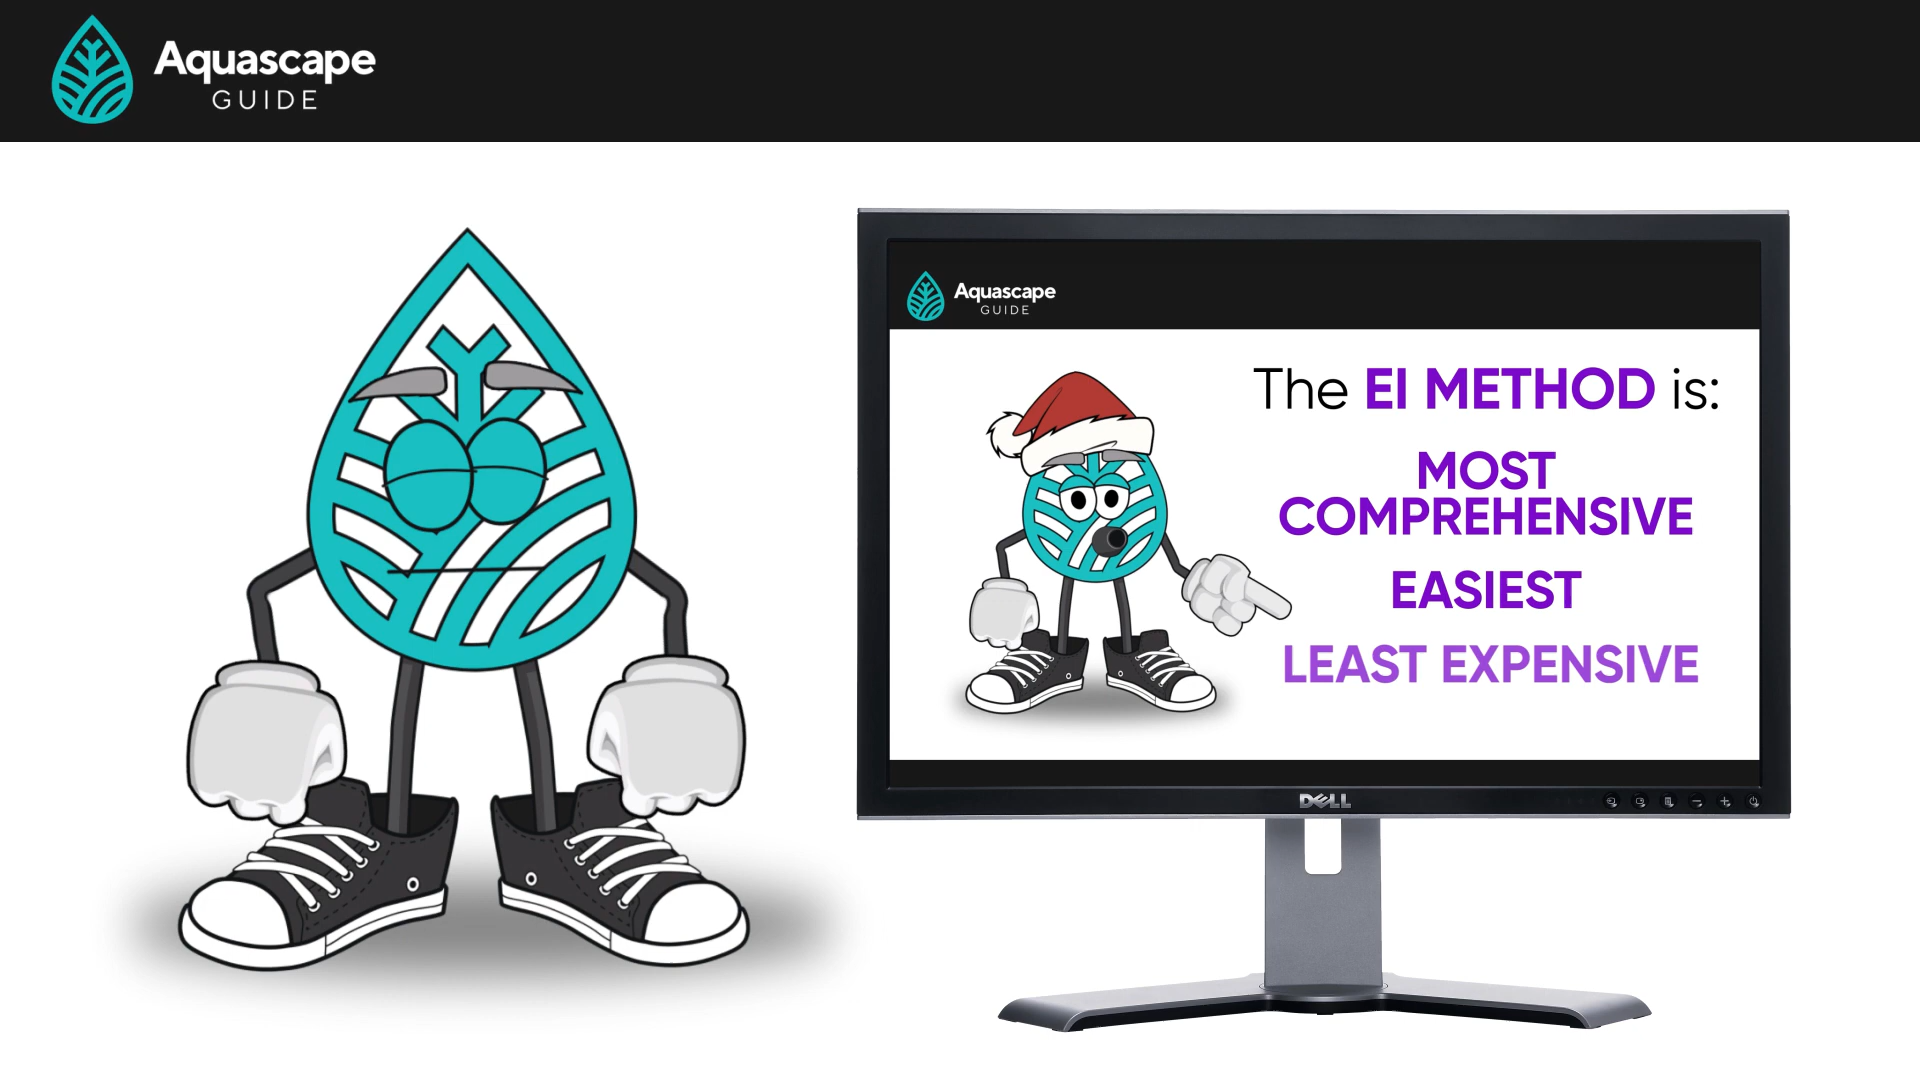 Aquascape
GUIDE
Aquascape
GUIDE
The EI METHOD is:
MOST
COMPREHENSIVE
EASIEST
LEAST EXPENSIVE
DELL